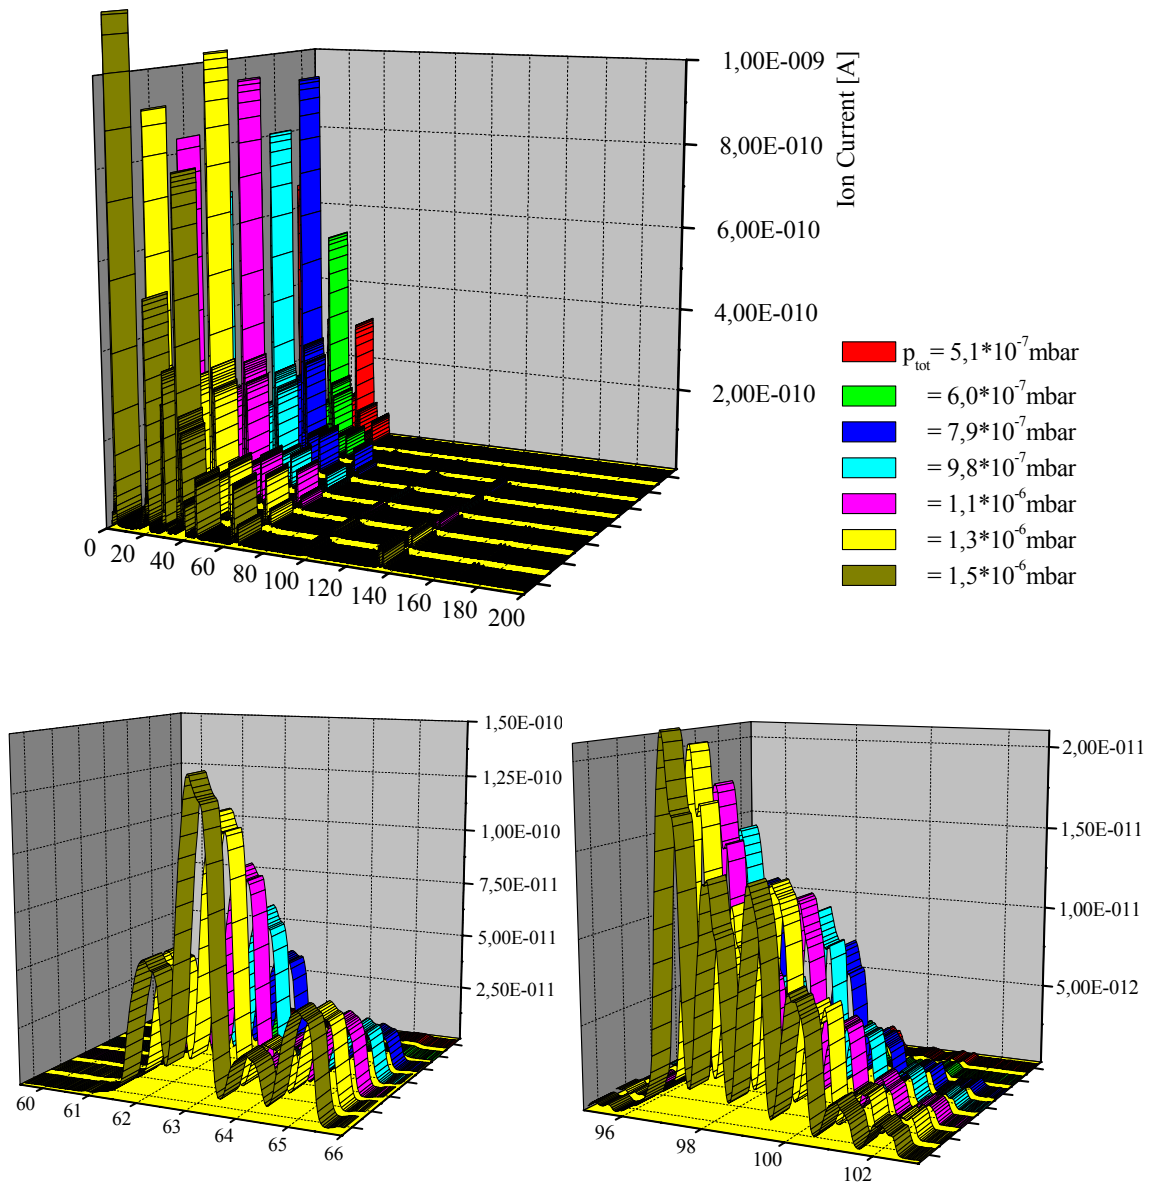 1,00E-009
8,00E-010
6,00E-010
4,00E-010
2,00E-010
Ion Current [A]
0
20
40
60
80
100
120
140
160
180
200
p_tot = 5,1*10^-7 mbar
= 6,0*10^-7 mbar
= 7,9*10^-7 mbar
= 9,8*10^-7 mbar
= 1,1*10^-6 mbar
= 1,3*10^-6 mbar
= 1,5*10^-6 mbar
1,50E-010
1,25E-010
1,00E-010
7,50E-011
5,00E-011
2,50E-011
60
61
62
63
64
65
66
2,00E-011
1,50E-011
1,00E-011
5,00E-012
96
98
100
102